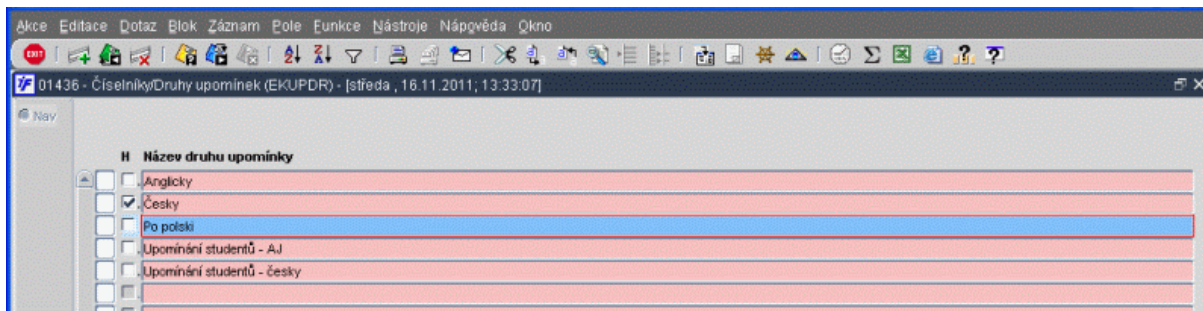 Akce Editace Dotaz Blok Záznam Pole Funkce Nástroje Nápověda Okno
EXIT
01436 - Číselníky/Druhy upomínek (EKUPDR) - [středa , 16.11.2011; 13:33:07]
Nav
H Název druhu upomínky
Anglicky
Česky
Po polski
Upomínání studentů - AJ
Upomínání studentů - česky